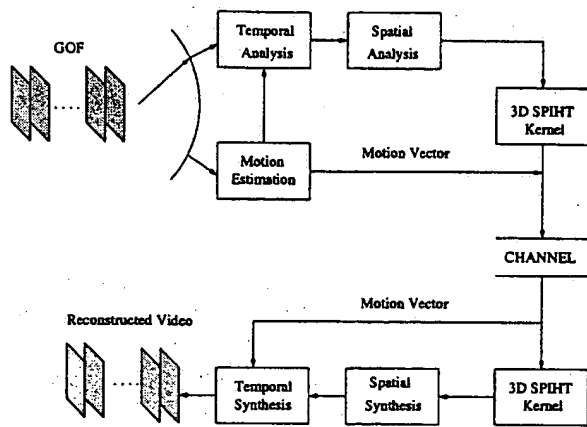 GOF
Temporal
Analysis
Spatial
Analysis
3D SPIHT
Kernel
Motion
Estimation
Motion Vector
CHANNEL
Motion Vector
Reconstructed Video
Temporal
Synthesis
Spatial
Synthesis
3D SPIHT
Kernel